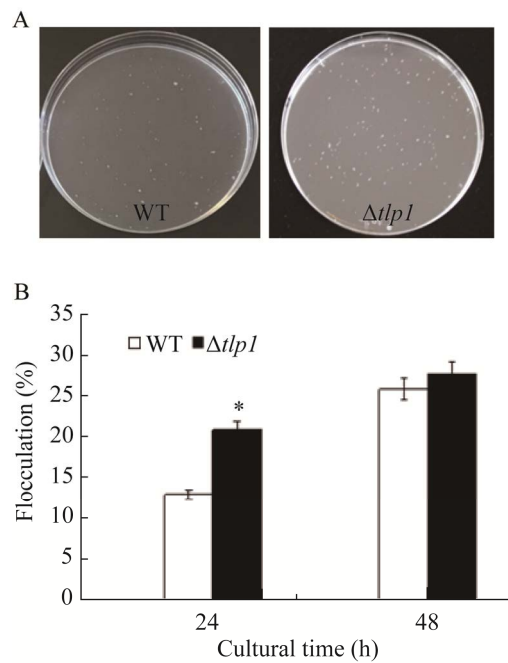 A
WT
Δtlp1
B
35
30
25
20
15
10
5
0
Flocculation (%)
WT Δtlp1
*
24 48
Cultural time (h)